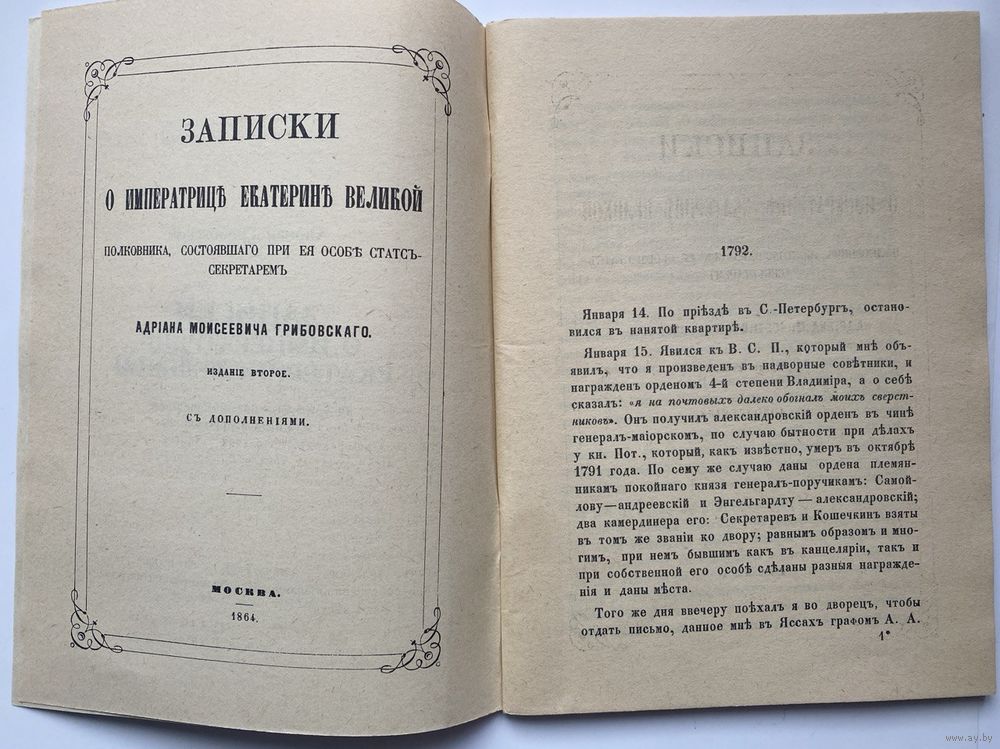 ЗАПИСКИ
О ИМПЕРАТРИЦѢ ЕКАТЕРИНѢ ВЕЛИКОЙ
ПОЛКОВНИКА, СОСТОЯВШАГО ПРИ ЕЯ ОСОБѢ СТАТСЪ-
СЕКРЕТАРЕМЪ
АДРІАНА МОИСЕЕВИЧА ГРИБОВСКАГО.
ИЗДАНІЕ ВТОРОЕ.
СЪ ДОПОЛНЕНІЯМИ.
МОСКВА.
1864.
1792.
Января 14. По пріѣздѣ въ С.-Петербургъ, остано-
вился въ нанятой квартирѣ.
Января 15. Явился къ В. С. П., который мнѣ объ-
явилъ, что я произведенъ въ надворные совѣтники, и
награжденъ орденомъ 4-й степени Владиміра, а о себѣ
сказалъ: «я на почтовыхъ далеко обогналъ моихъ сверст-
никовъ». Онъ получилъ александровскій орденъ въ чинѣ
генералъ-маіорскомъ, по случаю бытности при дѣлахъ
у кн. Пот., который, какъ извѣстно, умеръ въ октябрѣ
1791 года. По сему же случаю даны ордена племян-
никамъ покойнаго князя генералъ-поручикамъ: Самой-
лову—андреевскій и Энгельгардту—александровскій;
два камердинера его: Секретаревъ и Кошечкинъ взяты
въ томъ же званіи ко двору; равнымъ образомъ и мно-
гимъ, при немъ бывшимъ какъ въ канцеляріи, такъ и
при собственной его особѣ сдѣланы разныя награжде-
нія и даны мѣста.
Того же дня ввечеру поѣхалъ я во дворецъ, чтобы
отдать письмо, данное мнѣ въ Яссахъ графомъ А. А.
1*
www.ay.by